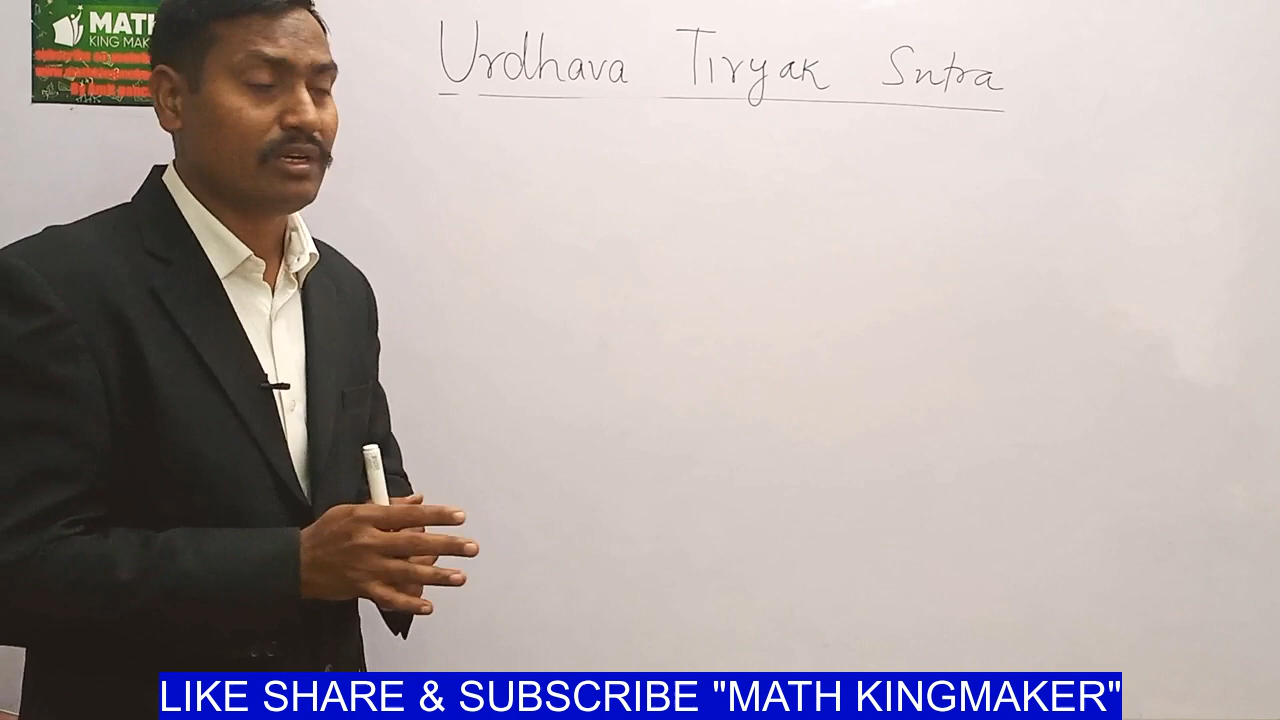 MATH
KING MAK
Urdhava Tiryak Sutra
LIKE SHARE & SUBSCRIBE "MATH KINGMAKER"